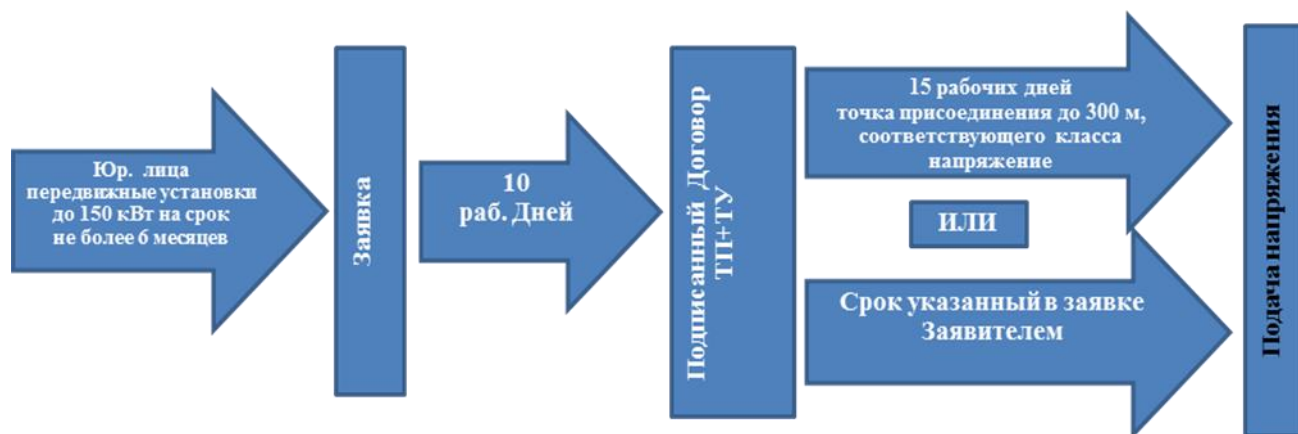 Юр. лица
передвижные установки
до 150 кВт на срок
не более 6 месяцев
Заявка
10
раб. Дней
Подписанный Договор
ТП+ТУ
15 рабочих дней
точка присоединения до 300 м,
соответствующего класса
напряжение
ИЛИ
Срок указанный в заявке
Заявителем
Подача напряжения